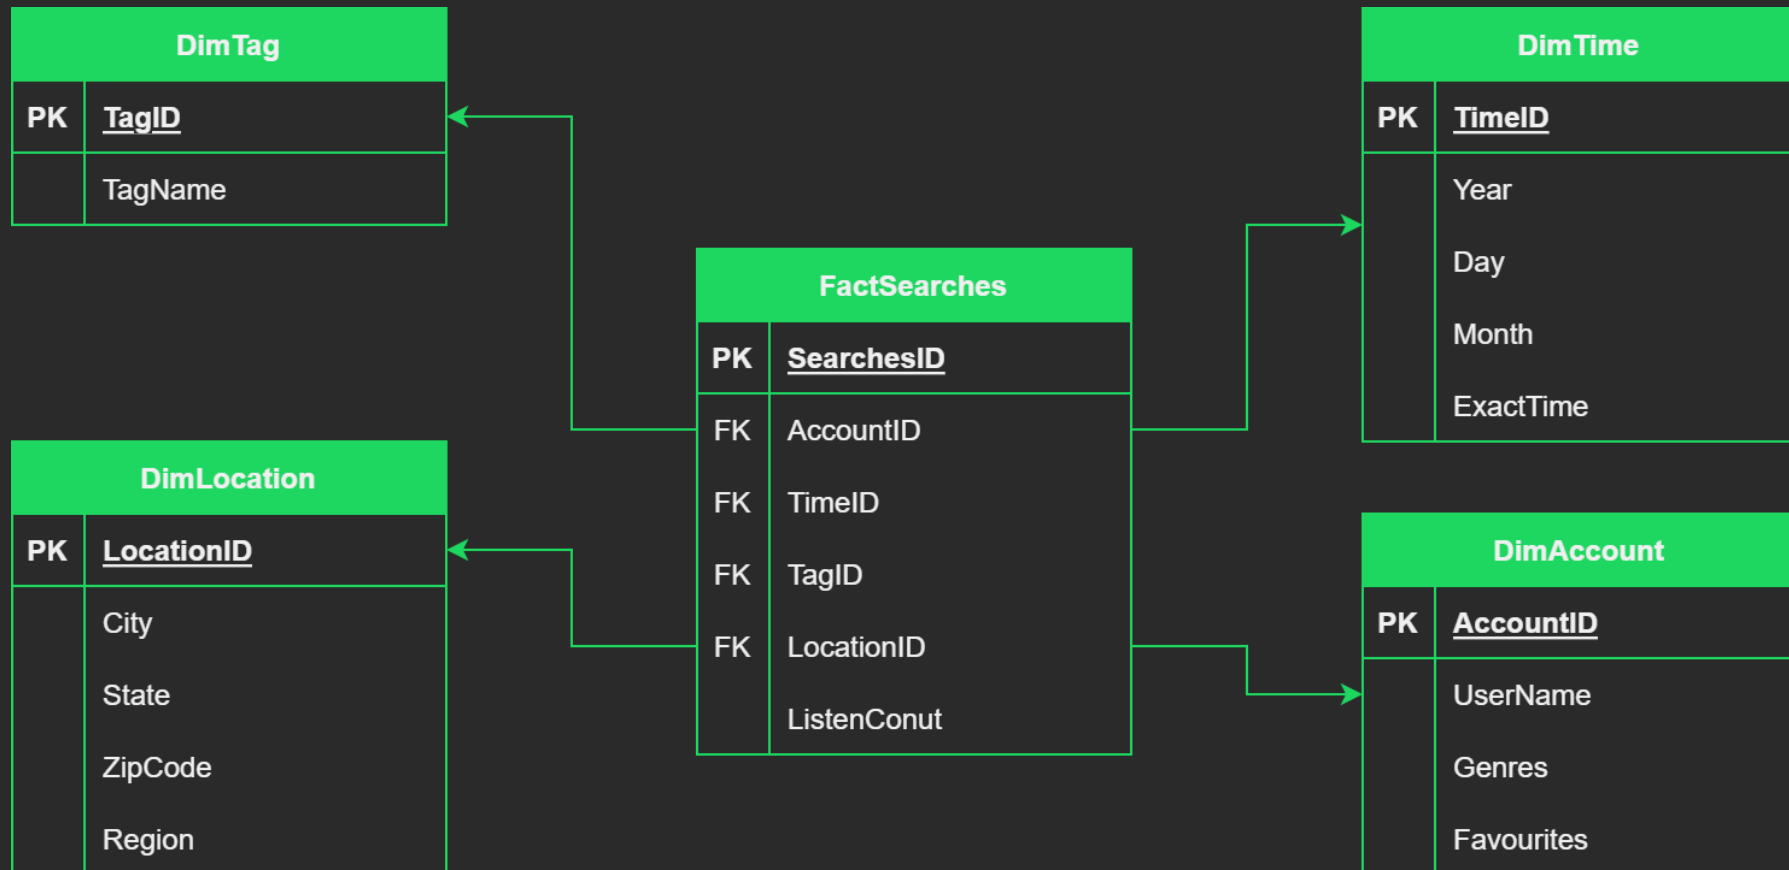 DimTag
PK TagID
TagName
DimTime
PK TimeID
Year
Day
Month
ExactTime
FactSearches
PK SearchesID
FK AccountID
FK TimeID
FK TagID
FK LocationID
ListenConut
DimLocation
PK LocationID
City
State
ZipCode
Region
DimAccount
PK AccountID
UserName
Genres
Favourites